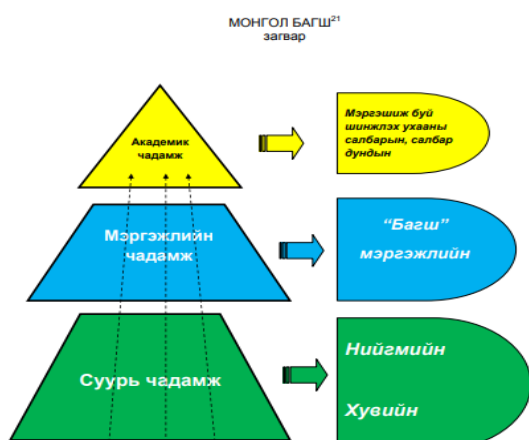 МОНГОЛ БАГШ21
загвар
Академик
чадамж
Мэргэшиж буй
шинжлэх ухааны
салбарын, салбар
дундын
Мэргэжлийн
чадамж
"Багш"
мэргэжлийн
Суурь чадамж
Нийгмийн
Хувийн